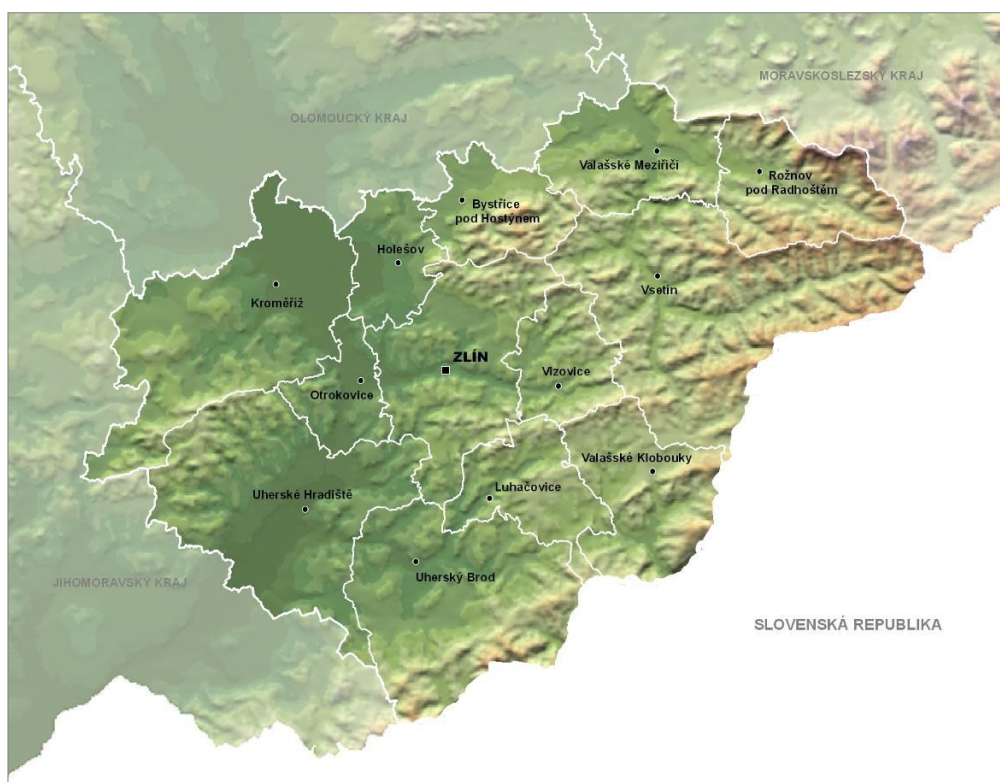 MORAVSKOSLEZSKÝ KRAJ
OLOMOUCKÝ KRAJ
Valašské Meziříčí
Rožnov
pod Radhoštěm
Bystřice
pod Hostýnem
Holešov
Vsetín
Kroměříž
ZLÍN
Vizovice
Otrokovice
Valašské Klobouky
Luhačovice
Uherské Hradiště
Uherský Brod
JIHOMORAVSKÝ KRAJ
SLOVENSKÁ REPUBLIKA